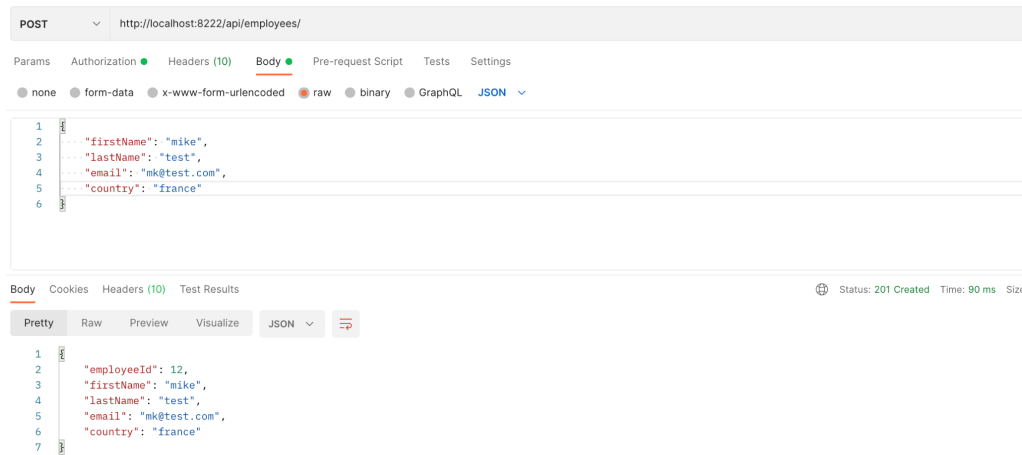 POST http://localhost:8222/api/employees/
Params Authorization Headers (10) Body Pre-request Script Tests Settings
none form-data x-www-form-urlencoded raw binary GraphQL JSON
1 {
2 "firstName": "mike",
3 "lastName": "test",
4 "email": "mk@test.com",
5 "country": "france"
6 }
Body Cookies Headers (10) Test Results Status: 201 Created Time: 90 ms Size
Pretty Raw Preview Visualize JSON
1 {
2 "employeeId": 12,
3 "firstName": "mike",
4 "lastName": "test",
5 "email": "mk@test.com",
6 "country": "france"
7 }